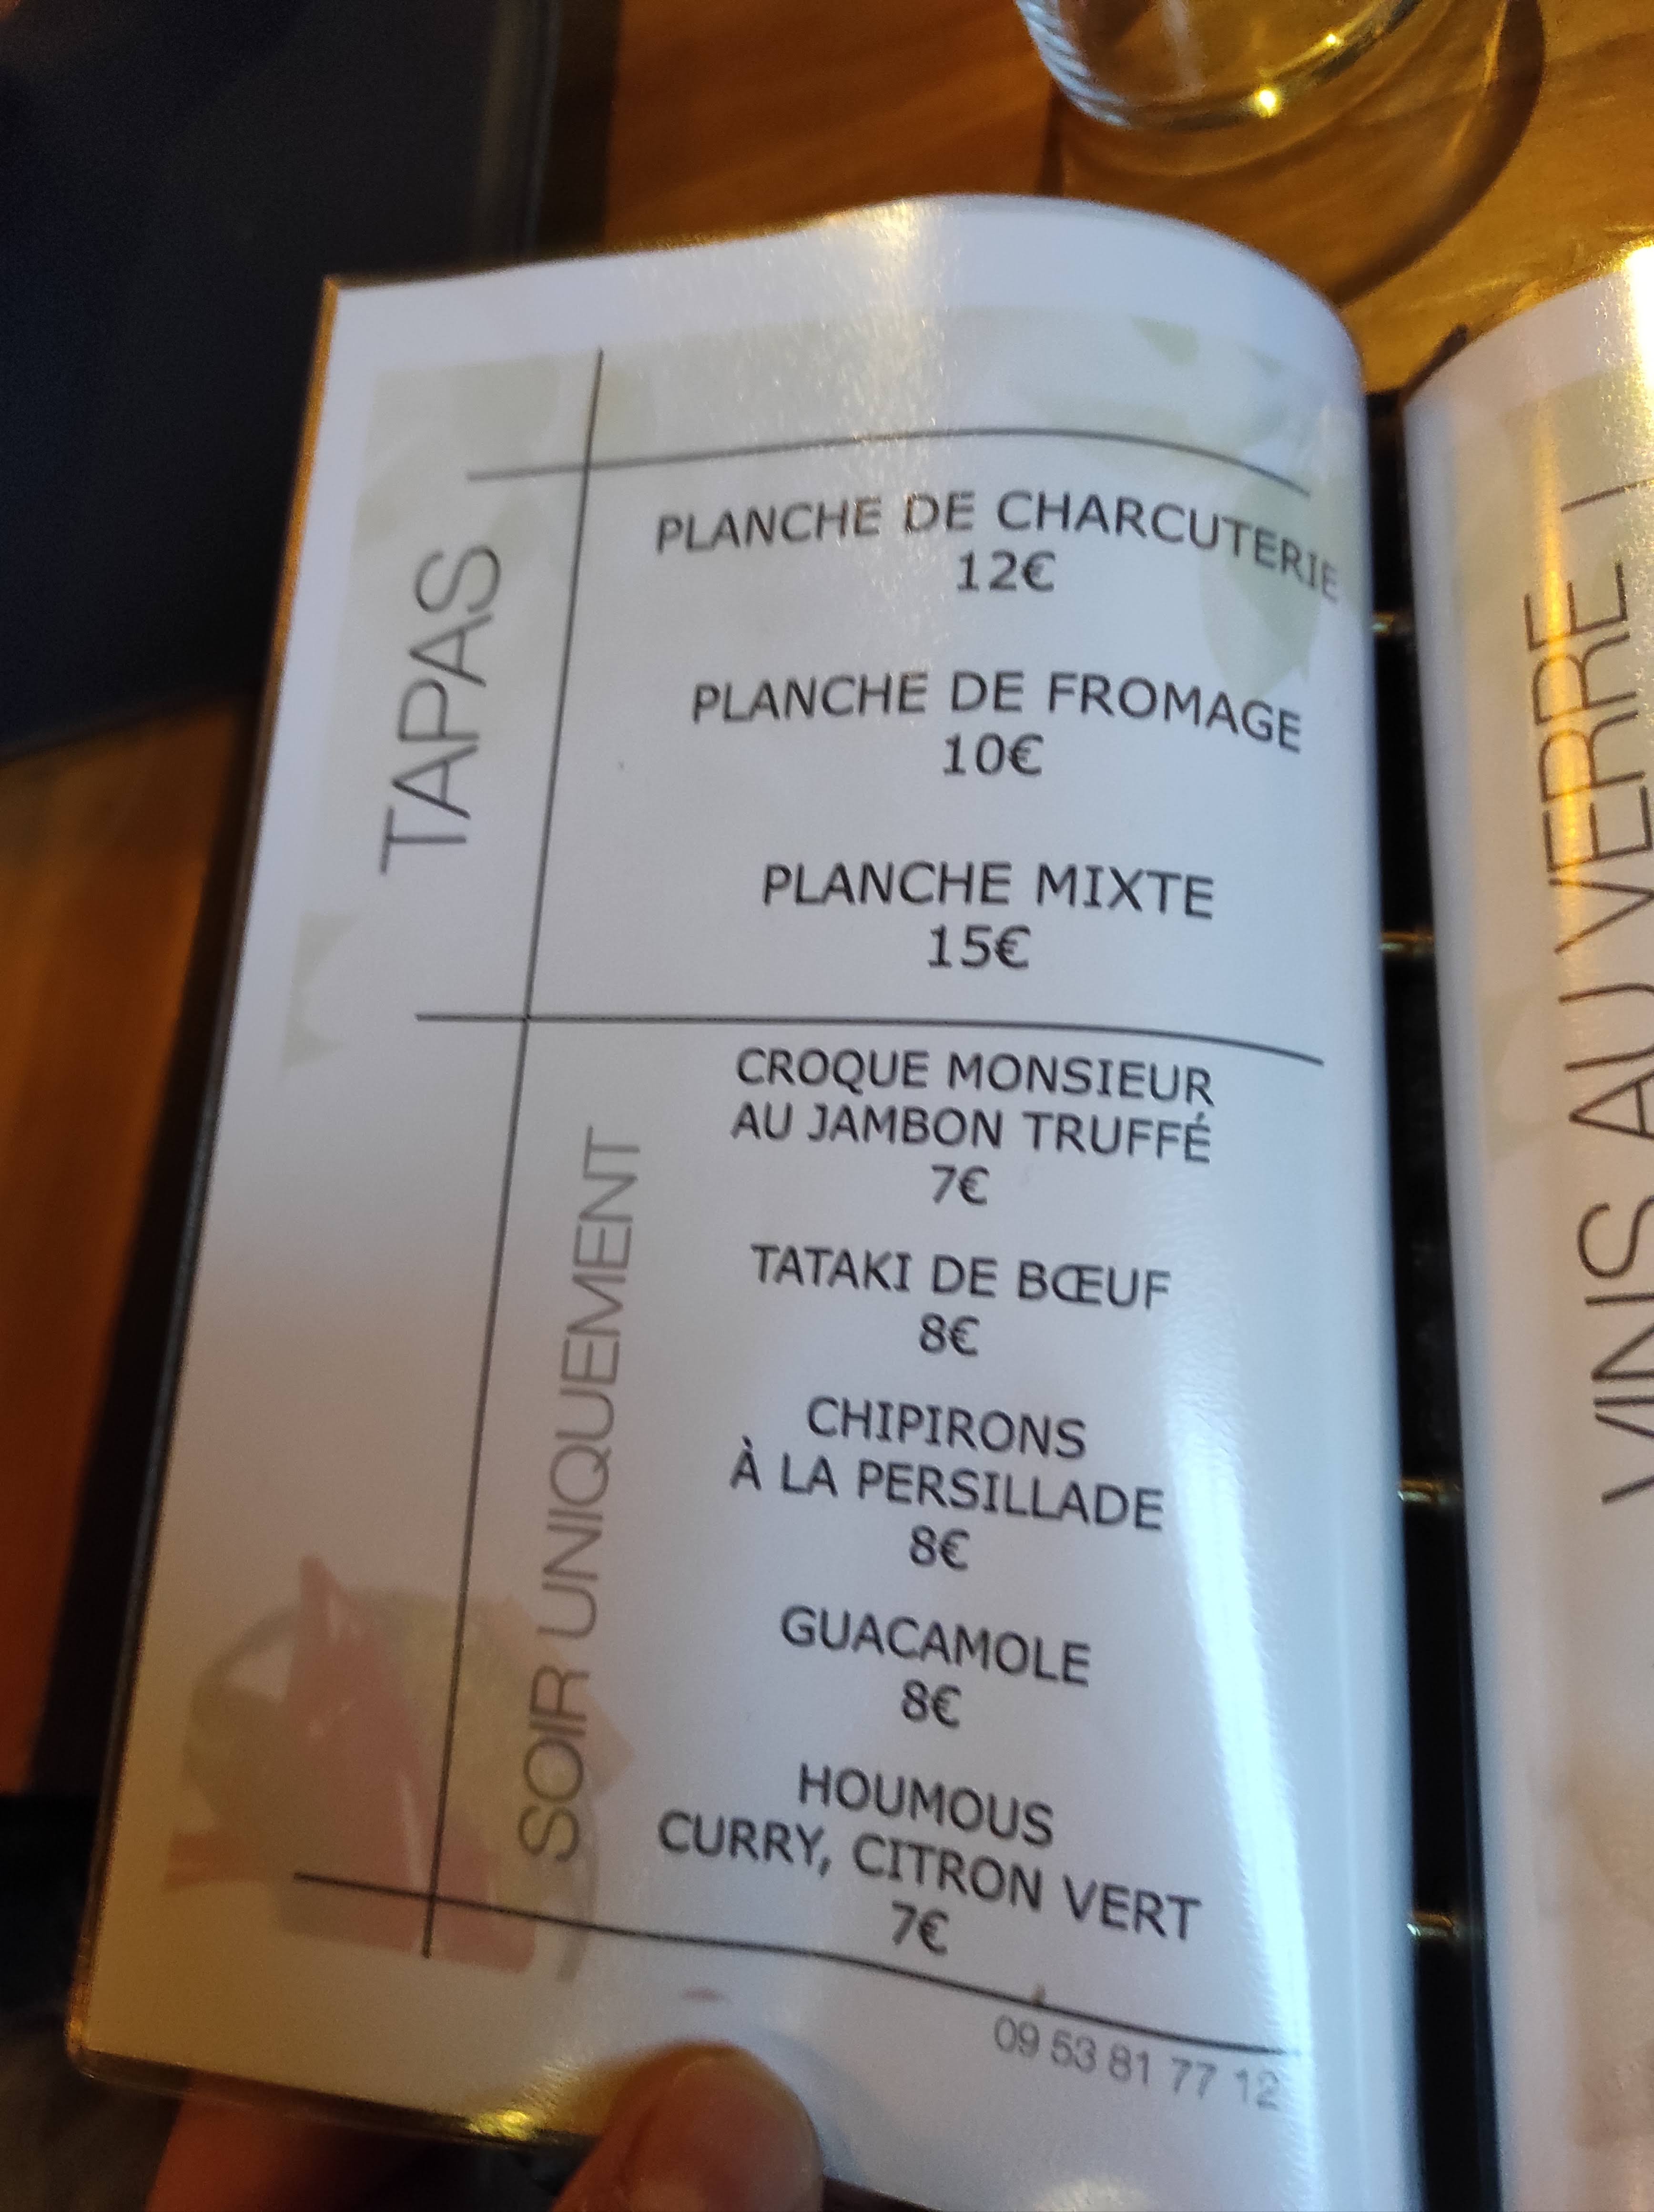 TAPAS
PLANCHE DE CHARCUTERIE
12€
PLANCHE DE FROMAGE
10€
PLANCHE MIXTE
15€
SOIR UNIQUEMENT
CROQUE MONSIEUR
AU JAMBON TRUFFÉ
7€
TATAKI DE BŒUF
8€
CHIPIRONS
À LA PERSILLADE
8€
GUACAMOLE
8€
HOUMOUS
CURRY, CITRON VERT
7€
09 53 81 77 12
VINS AU VERRE